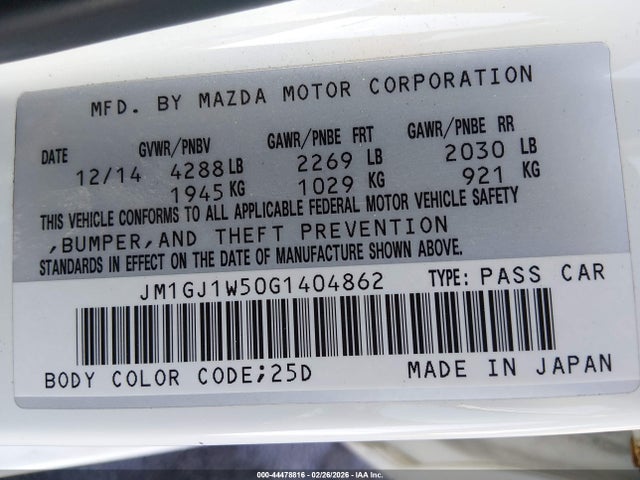 MFD. BY MAZDA MOTOR CORPORATION
DATE GVWR/PNBV GAWR/PNBE FRT GAWR/PNBE RR
12/14 4288 LB 2269 LB 2030 LB
1945 KG 1029 KG 921 KG
THIS VEHICLE CONFORMS TO ALL APPLICABLE FEDERAL MOTOR VEHICLE SAFETY
,BUMPER,AND THEFT PREVENTION
STANDARDS IN EFFECT ON THE DATE OF MANUFACTURE SHOWN ABOVE.
JM1GJ1W50G1404862 TYPE: PASS CAR
BODY COLOR CODE;25D MADE IN JAPAN
000-44478816 - 02/26/2026 - IAA Inc.